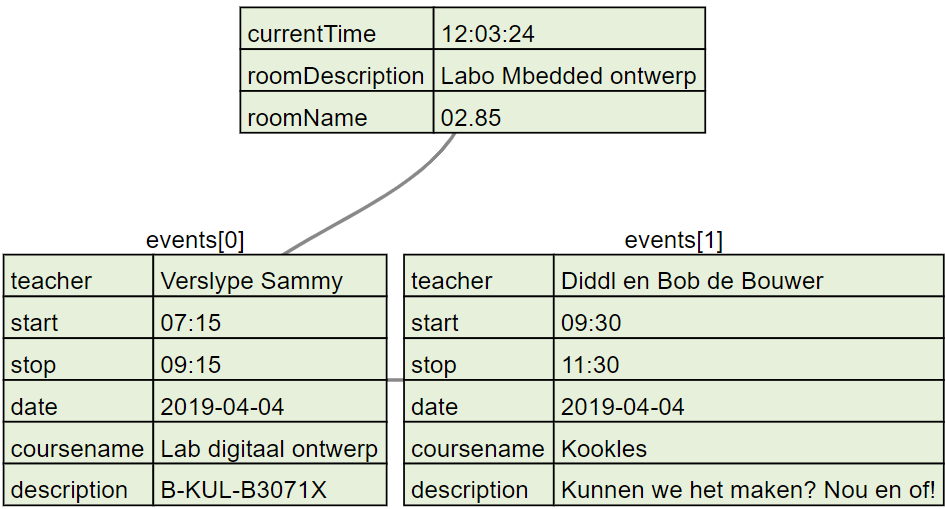 currentTime 12:03:24
roomDescription Labo Mbedded ontwerp
roomName 02.85
events[0]
teacher Verslype Sammy
start 07:15
stop 09:15
date 2019-04-04
coursename Lab digitaal ontwerp
description B-KUL-B3071X
events[1]
teacher Diddl en Bob de Bouwer
start 09:30
stop 11:30
date 2019-04-04
coursename Kookles
description Kunnen we het maken? Nou en of!